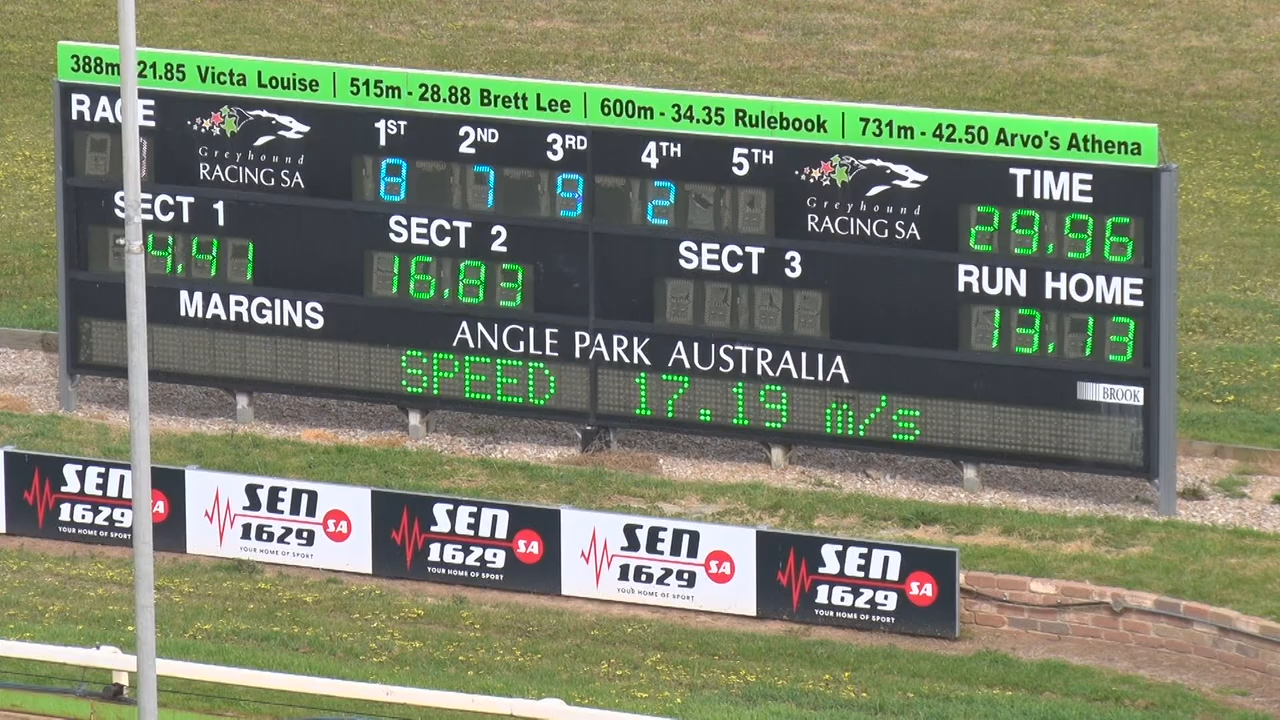 388m 21.85 Victa Louise | 515m - 28.88 Brett Lee | 600m - 34.35 Rulebook | 731m - 42.50 Arvo's Athena
RACE
Greyhound
RACING SA
1ST 2ND 3RD 4TH 5TH
8 7 9 2
Greyhound
RACING SA
TIME
29.96
SECT 1
4.41
SECT 2
16.83
SECT 3
RUN HOME
13.13
MARGINS
ANGLE PARK AUSTRALIA
SPEED 17.19 m/s
BROOK
SEN
1629 SA
YOUR HOME OF SPORT
SEN
1629 SA
YOUR HOME OF SPORT
SEN
1629 SA
YOUR HOME OF SPORT
SEN
1629 SA
YOUR HOME OF SPORT
SEN
1629 SA
YOUR HOME OF SPORT